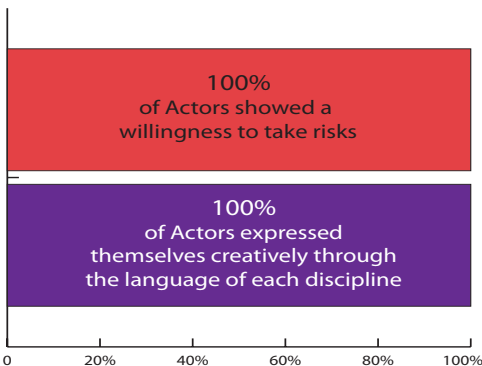 100%
of Actors showed a
willingness to take risks
100%
of Actors expressed
themselves creatively through
the language of each discipline
0 20% 40% 60% 80% 100%